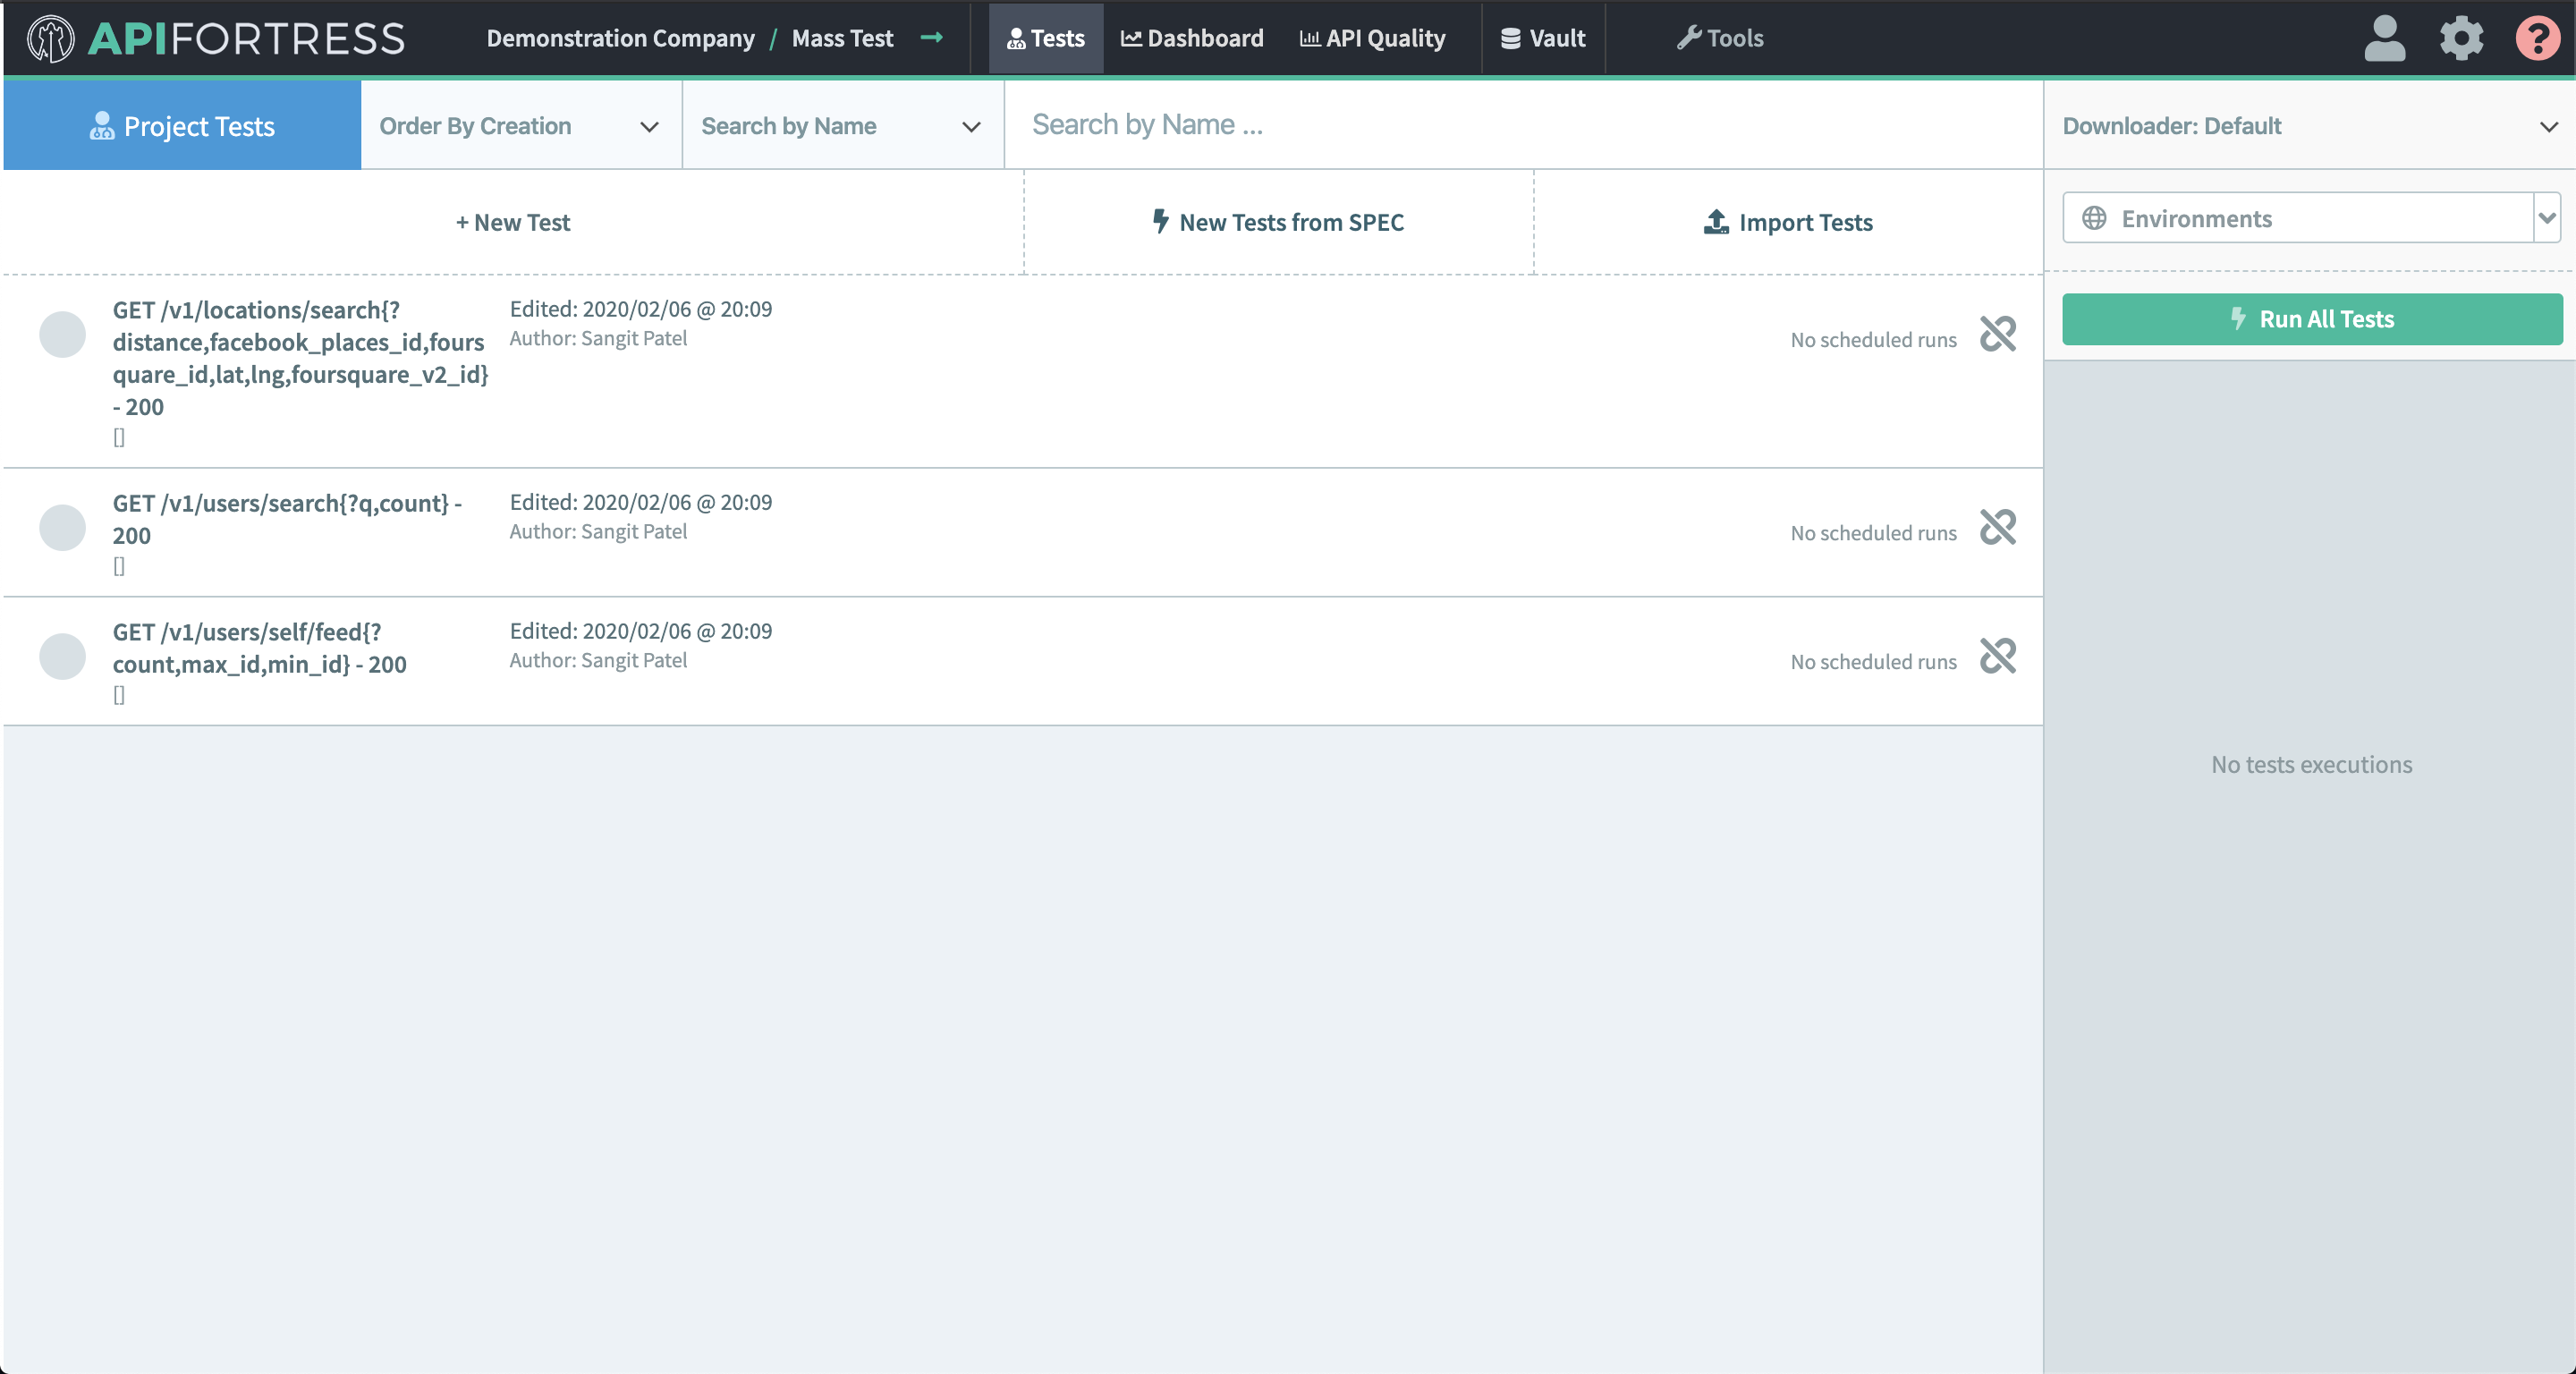 APIFORTRESS
Demonstration Company / Mass Test
Tests
Dashboard
API Quality
Vault
Tools
?
Project Tests
Order By Creation
Search by Name
Search by Name ...
Downloader: Default
+ New Test
New Tests from SPEC
Import Tests
Environments
Run All Tests
GET /v1/locations/search{?
distance,facebook_places_id,fours
quare_id,lat,lng,foursquare_v2_id}
- 200
[]
Edited: 2020/02/06 @ 20:09
Author: Sangit Patel
No scheduled runs
GET /v1/users/search{?q,count} -
200
[]
Edited: 2020/02/06 @ 20:09
Author: Sangit Patel
No scheduled runs
GET /v1/users/self/feed{?
count,max_id,min_id} - 200
[]
Edited: 2020/02/06 @ 20:09
Author: Sangit Patel
No scheduled runs
No tests executions